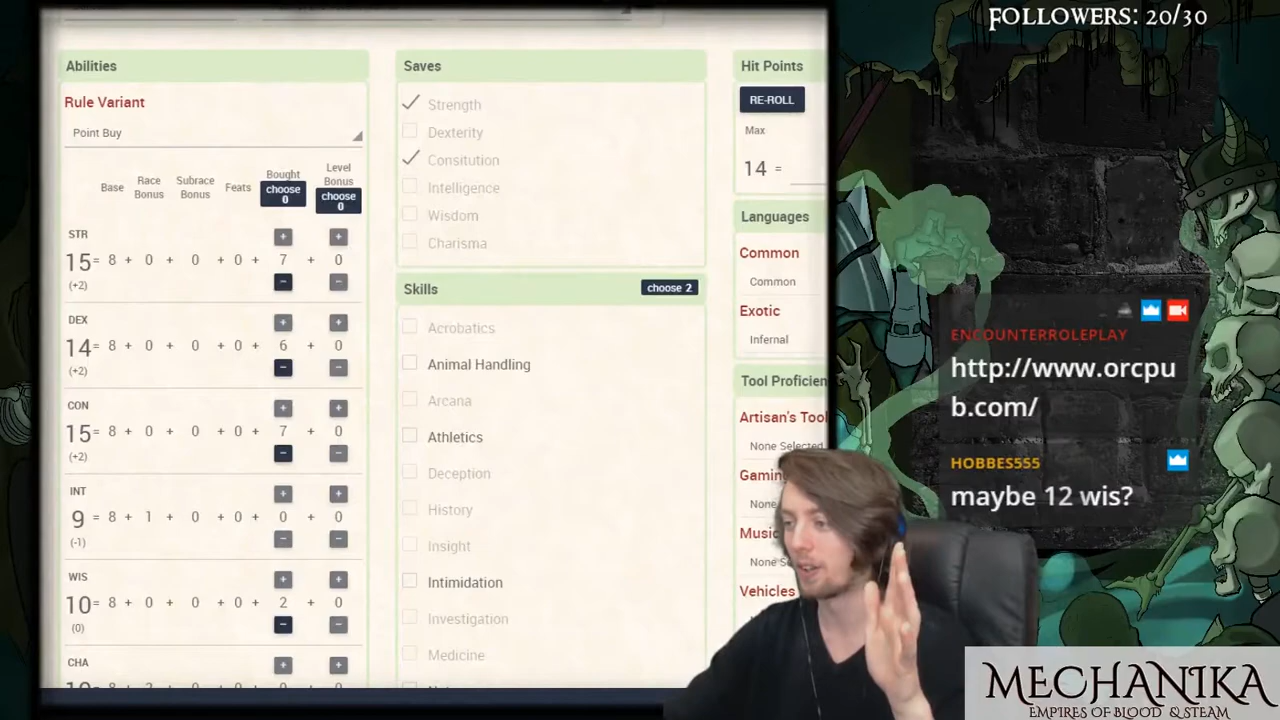 FOLLOWERS: 20/30
Abilities
Rule Variant
Point Buy
Base Race Bonus Subrace Bonus Feats Bought choose 0 Level Bonus choose 0
STR
15 = 8 + 0 + 0 + 0 + 7 + 0
(+2)
DEX
14 = 8 + 0 + 0 + 0 + 6 + 0
(+2)
CON
15 = 8 + 0 + 0 + 0 + 7 + 0
(+2)
INT
9 = 8 + 1 + 0 + 0 + 0 + 0
(-1)
WIS
10 = 8 + 0 + 0 + 0 + 2 + 0
(0)
CHA
Saves
Strength
Dexterity
Consitution
Intelligence
Wisdom
Charisma
Skills choose 2
Acrobatics
Animal Handling
Arcana
Athletics
Deception
History
Insight
Intimidation
Investigation
Medicine
Hit Points
RE-ROLL
Max
14 =
Languages
Common
Common
Exotic
Infernal
Tool Proficien
Artisan's Tool
None Selected
Gaming
None
Music
None Se
Vehicles
ENCOUNTERROLEPLAY
http://www.orcpu
b.com/
HOBBES555
maybe 12 wis?
MECHANIKA
EMPIRES OF BLOOD & STEAM